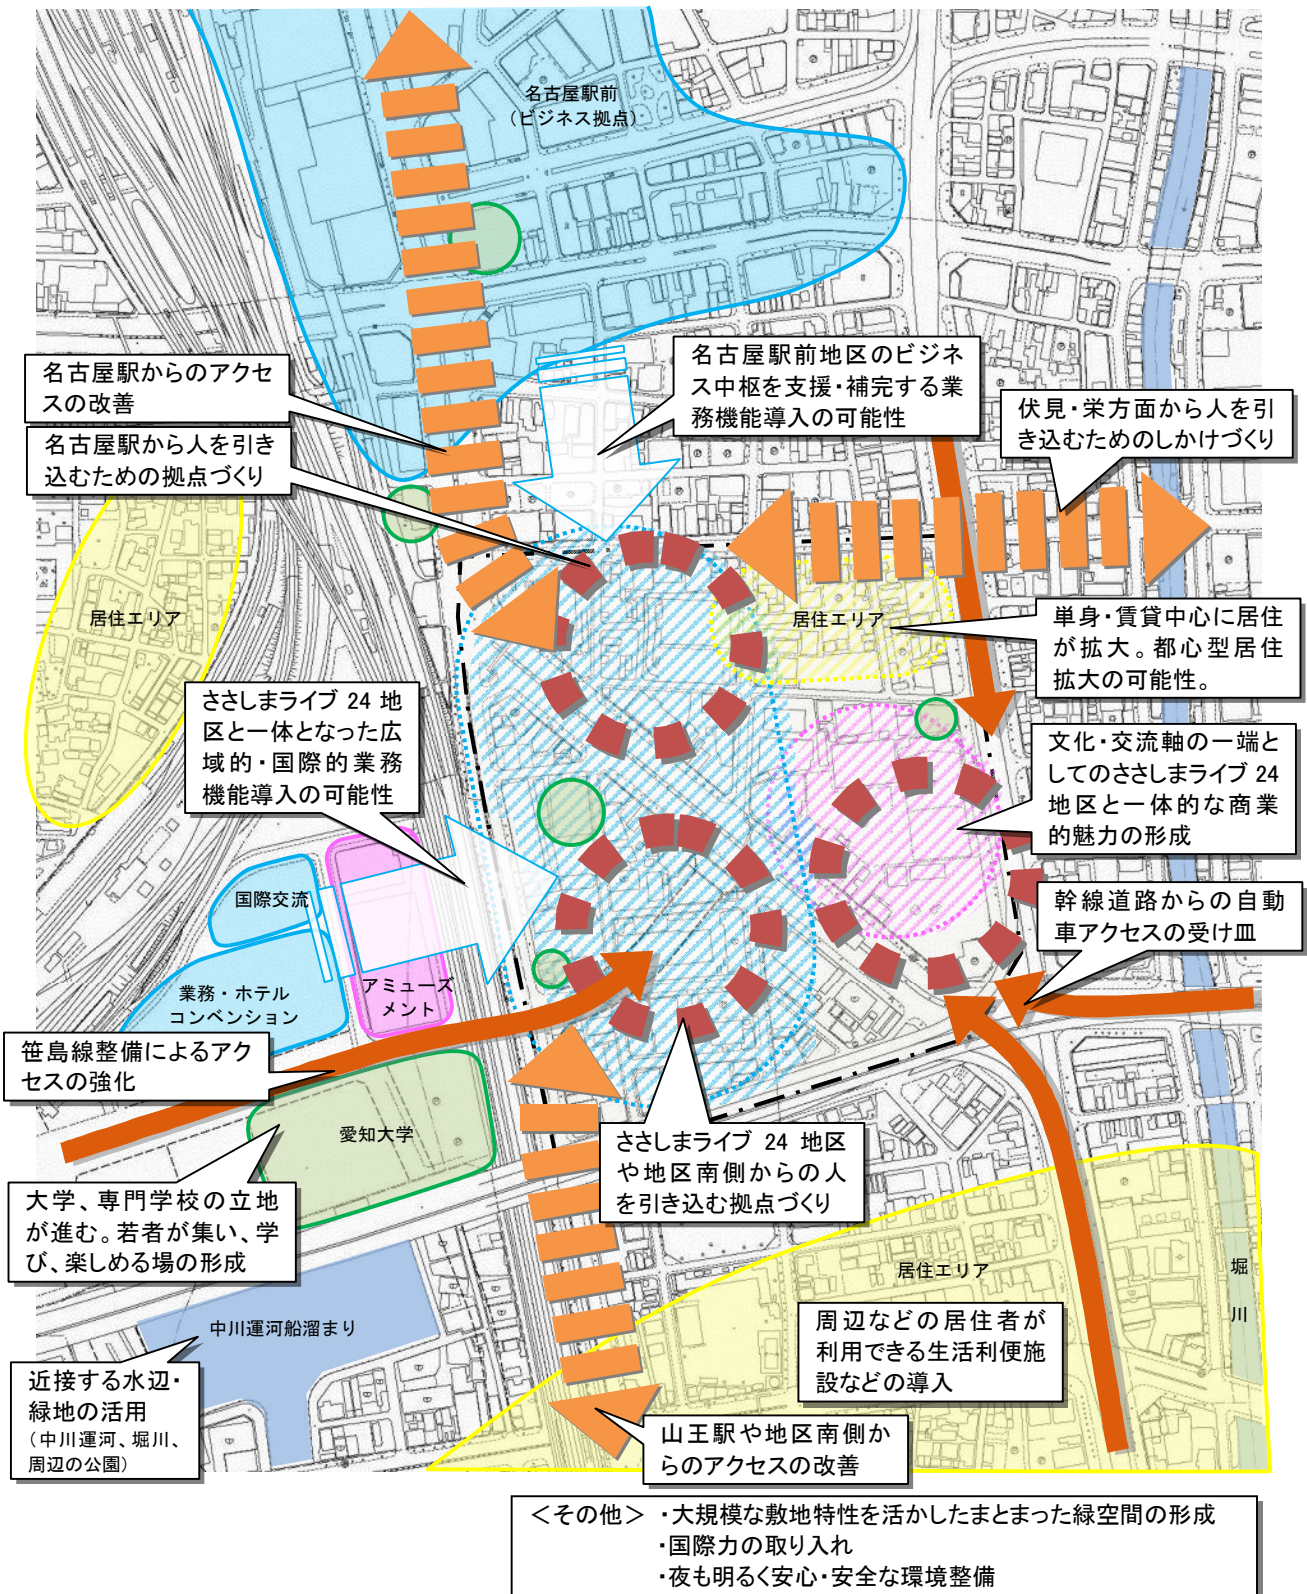 名古屋駅前
（ビジネス拠点）
名古屋駅からのアクセ
スの改善
名古屋駅前地区のビジネ
ス中枢を支援・補完する業
務機能導入の可能性
伏見・栄方面から人を引
き込むためのしかけづくり
名古屋駅から人を引き
込むための拠点づくり
居住エリア
居住エリア
単身・賃貸中心に居住
が拡大。都心型居住
拡大の可能性。
ささしまライブ 24 地
区と一体となった広
域的・国際的業務
機能導入の可能性
文化・交流軸の一端と
してのささしまライブ 24
地区と一体的な商業
的魅力の形成
国際交流
幹線道路からの自動
車アクセスの受け皿
業務・ホテル
コンベンション
アミューズ
メント
笹島線整備によるアク
セスの強化
愛知大学
ささしまライブ 24 地区
や地区南側からの人
を引き込む拠点づくり
大学、専門学校の立地
が進む。若者が集い、学
び、楽しめる場の形成
居住エリア
堀
川
中川運河船溜まり
周辺などの居住者が
利用できる生活利便施
設などの導入
近接する水辺・
緑地の活用
（中川運河、堀川、
周辺の公園）
山王駅や地区南側か
らのアクセスの改善
＜その他＞ ・大規模な敷地特性を活かしたまとまった緑空間の形成
・国際力の取り入れ
・夜も明るく安心・安全な環境整備